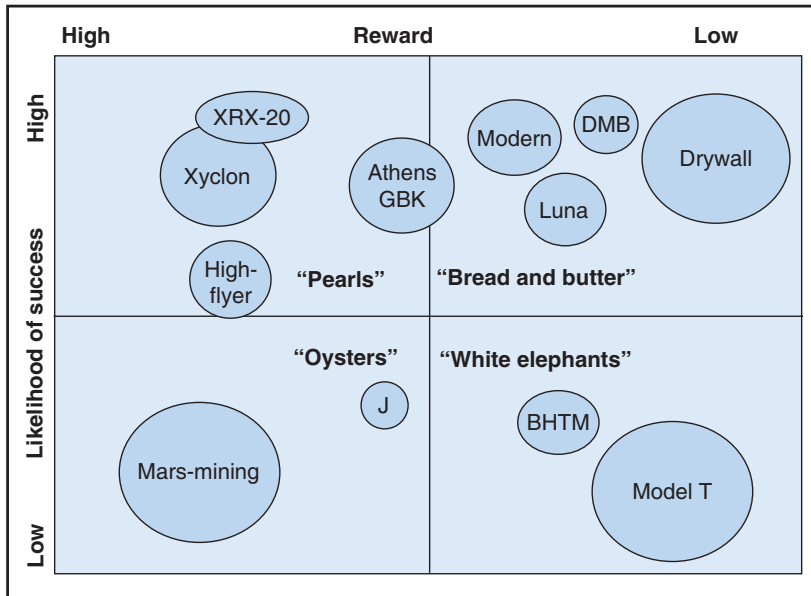 High Reward Low
High
XRX-20
DMB
Modern
Drywall
Xyclon
Athens
GBK
Luna
High-
flyer
“Pearls” “Bread and butter”
Likelihood of success
“Oysters” “White elephants”
J
BHTM
Mars-mining
Model T
Low